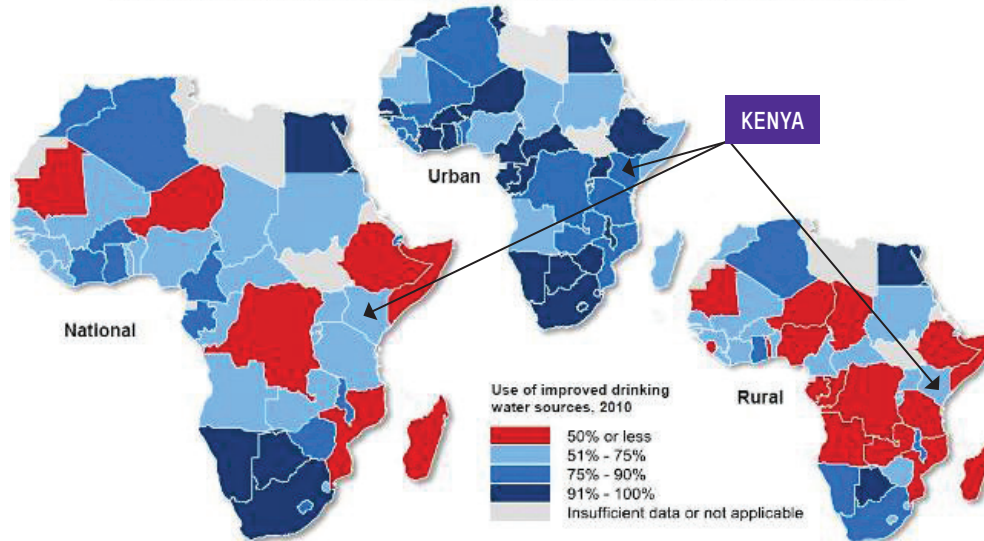 KENYA
Urban
National
Rural
Use of improved drinking
water sources, 2010
50% or less
51% - 75%
75% - 90%
91% - 100%
Insufficient data or not applicable